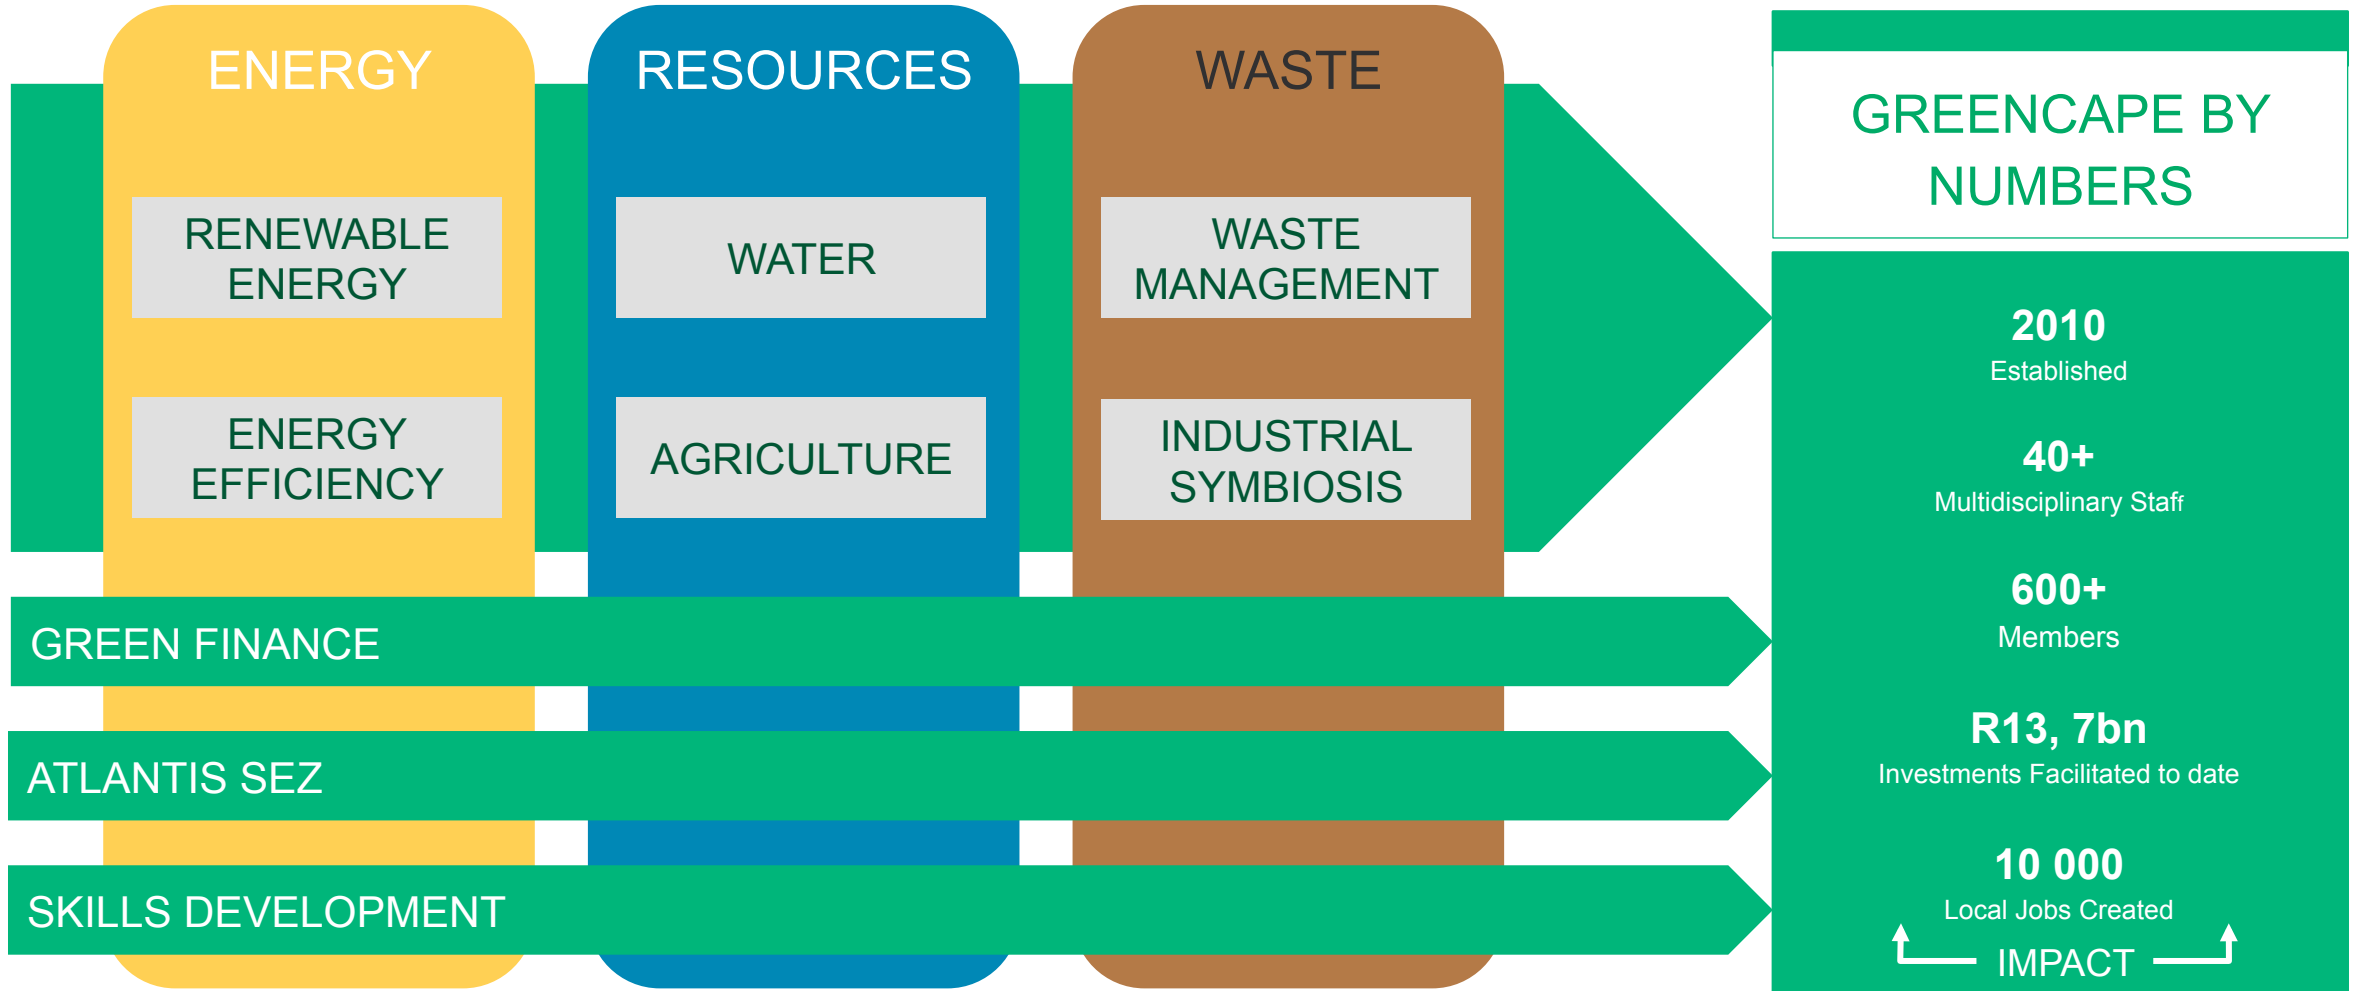 ENERGY
RENEWABLE
ENERGY
ENERGY
EFFICIENCY
RESOURCES
WATER
AGRICULTURE
WASTE
WASTE
MANAGEMENT
INDUSTRIAL
SYMBIOSIS
GREEN FINANCE
ATLANTIS SEZ
SKILLS DEVELOPMENT
GREENCAPE BY
NUMBERS
2010
Established
40+
Multidisciplinary Staff
600+
Members
R13, 7bn
Investments Facilitated to date
10 000
Local Jobs Created
IMPACT